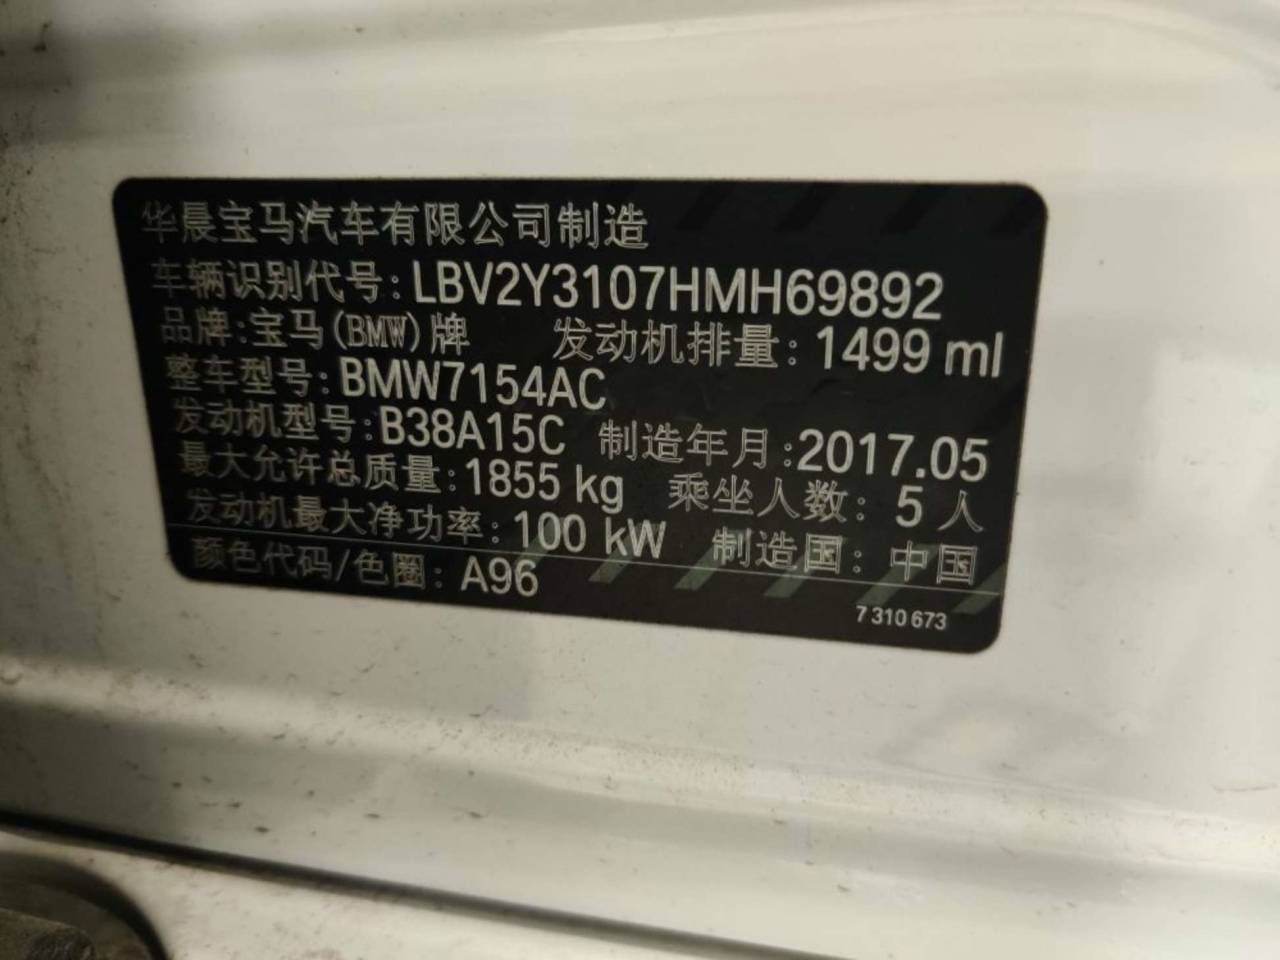 华晨宝马汽车有限公司制造
车辆识别代号: LBV2Y3107HMH69892
品牌: 宝马(BMW)牌 发动机排量: 1499 ml
整车型号: BMW7154AC
发动机型号: B38A15C 制造年月: 2017.05
最大允许总质量: 1855 kg 乘坐人数: 5 人
发动机最大净功率: 100 kW 制造国: 中国
颜色代码/色圈: A96
7 310 673